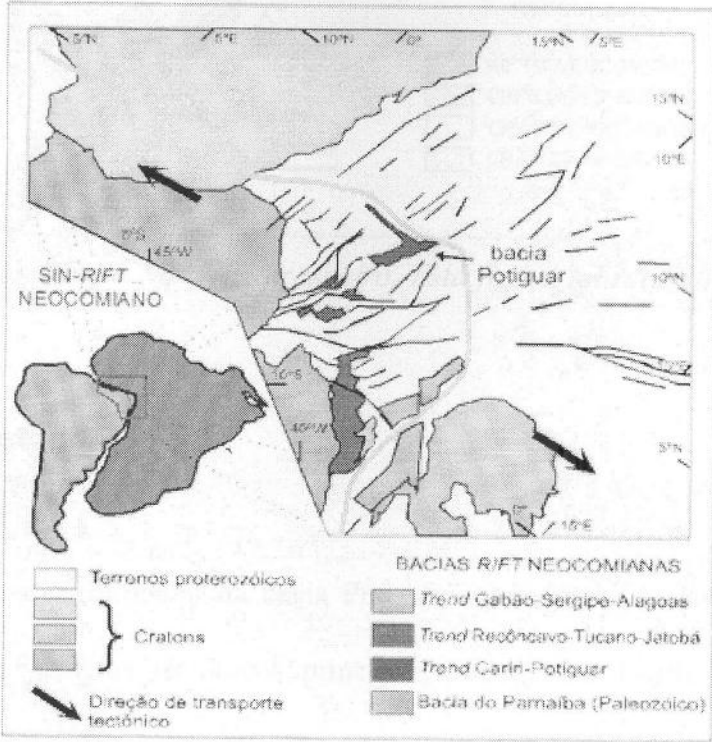 5°N
5°E
10°N
0°
15°N
5°E
15°N
10°E
0°S
45°W
bacia
Potiguar
SIN-RIFT
NEOCOMIANO
10°N
10°S
40°W
5°N
15°E
Terrenos proterozóicos
Cratons
Direção de transporte
tectônico
BACIAS RIFT NEOCOMIANAS
Trend Gabão-Sergipe-Alagoas
Trend Recôncavo-Tucano-Jatobá
Trend Cariri-Potiguar
Bacia do Parnaíba (Paleozóico)